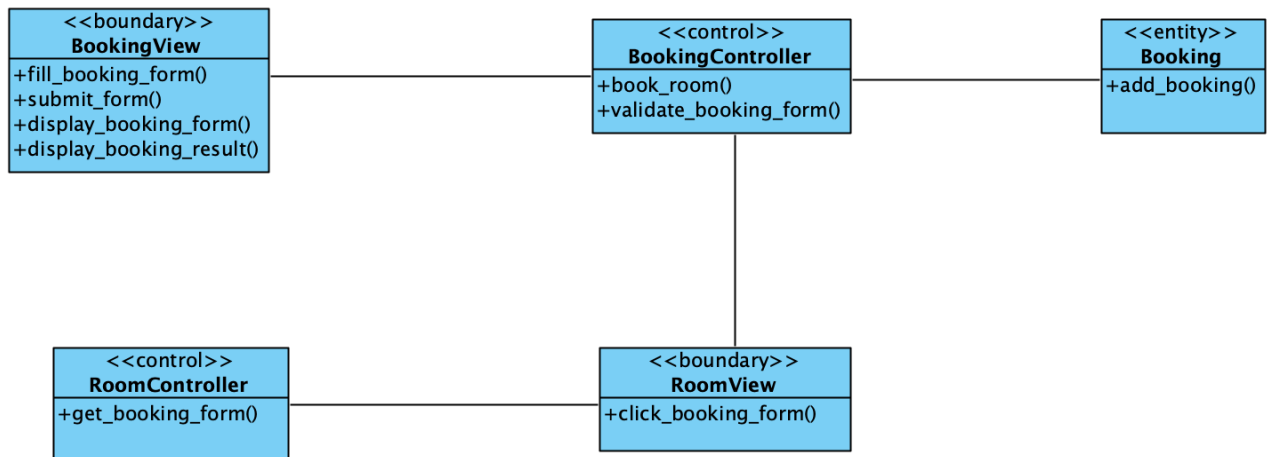 <<boundary>>
BookingView
+fill_booking_form()
+submit_form()
+display_booking_form()
+display_booking_result()
<<control>>
BookingController
+book_room()
+validate_booking_form()
<<entity>>
Booking
+add_booking()
<<control>>
RoomController
+get_booking_form()
<<boundary>>
RoomView
+click_booking_form()